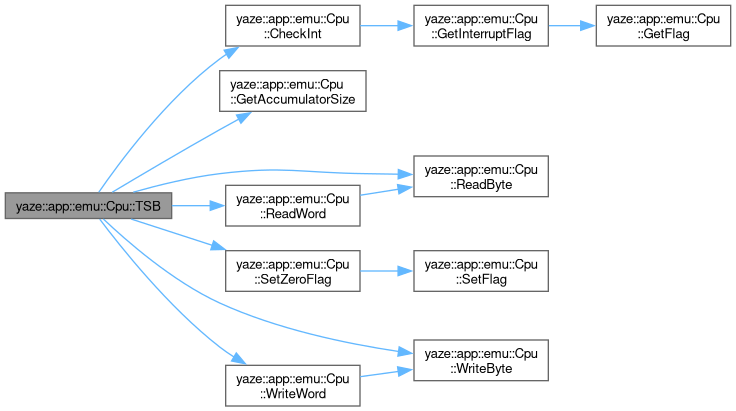 yaze::app::emu::Cpu::TSB
yaze::app::emu::Cpu
::CheckInt
yaze::app::emu::Cpu
::GetInterruptFlag
yaze::app::emu::Cpu
::GetFlag
yaze::app::emu::Cpu
::GetAccumulatorSize
yaze::app::emu::Cpu
::ReadByte
yaze::app::emu::Cpu
::ReadWord
yaze::app::emu::Cpu
::SetZeroFlag
yaze::app::emu::Cpu
::SetFlag
yaze::app::emu::Cpu
::WriteByte
yaze::app::emu::Cpu
::WriteWord